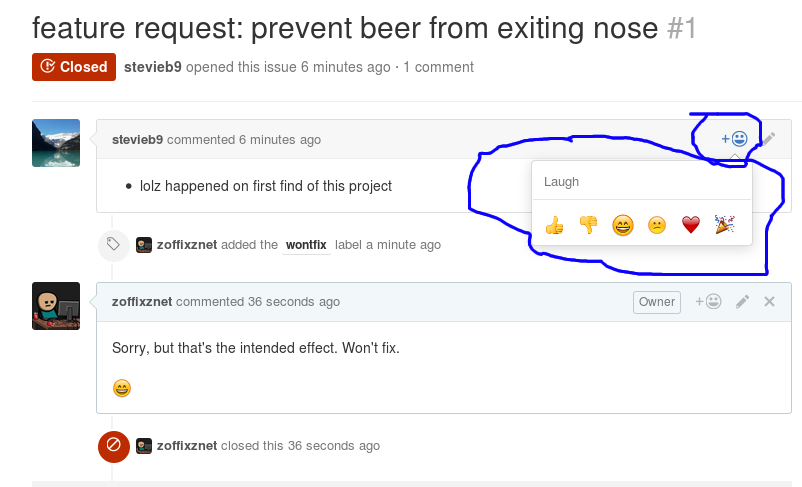 feature request: prevent beer from exiting nose #1
Closed stevieb9 opened this issue 6 minutes ago · 1 comment
stevieb9 commented 6 minutes ago
lolz happened on first find of this project
Laugh
zoffixznet added the wontfix label a minute ago
zoffixznet commented 36 seconds ago
Owner
Sorry, but that's the intended effect. Won't fix.
zoffixznet closed this 36 seconds ago